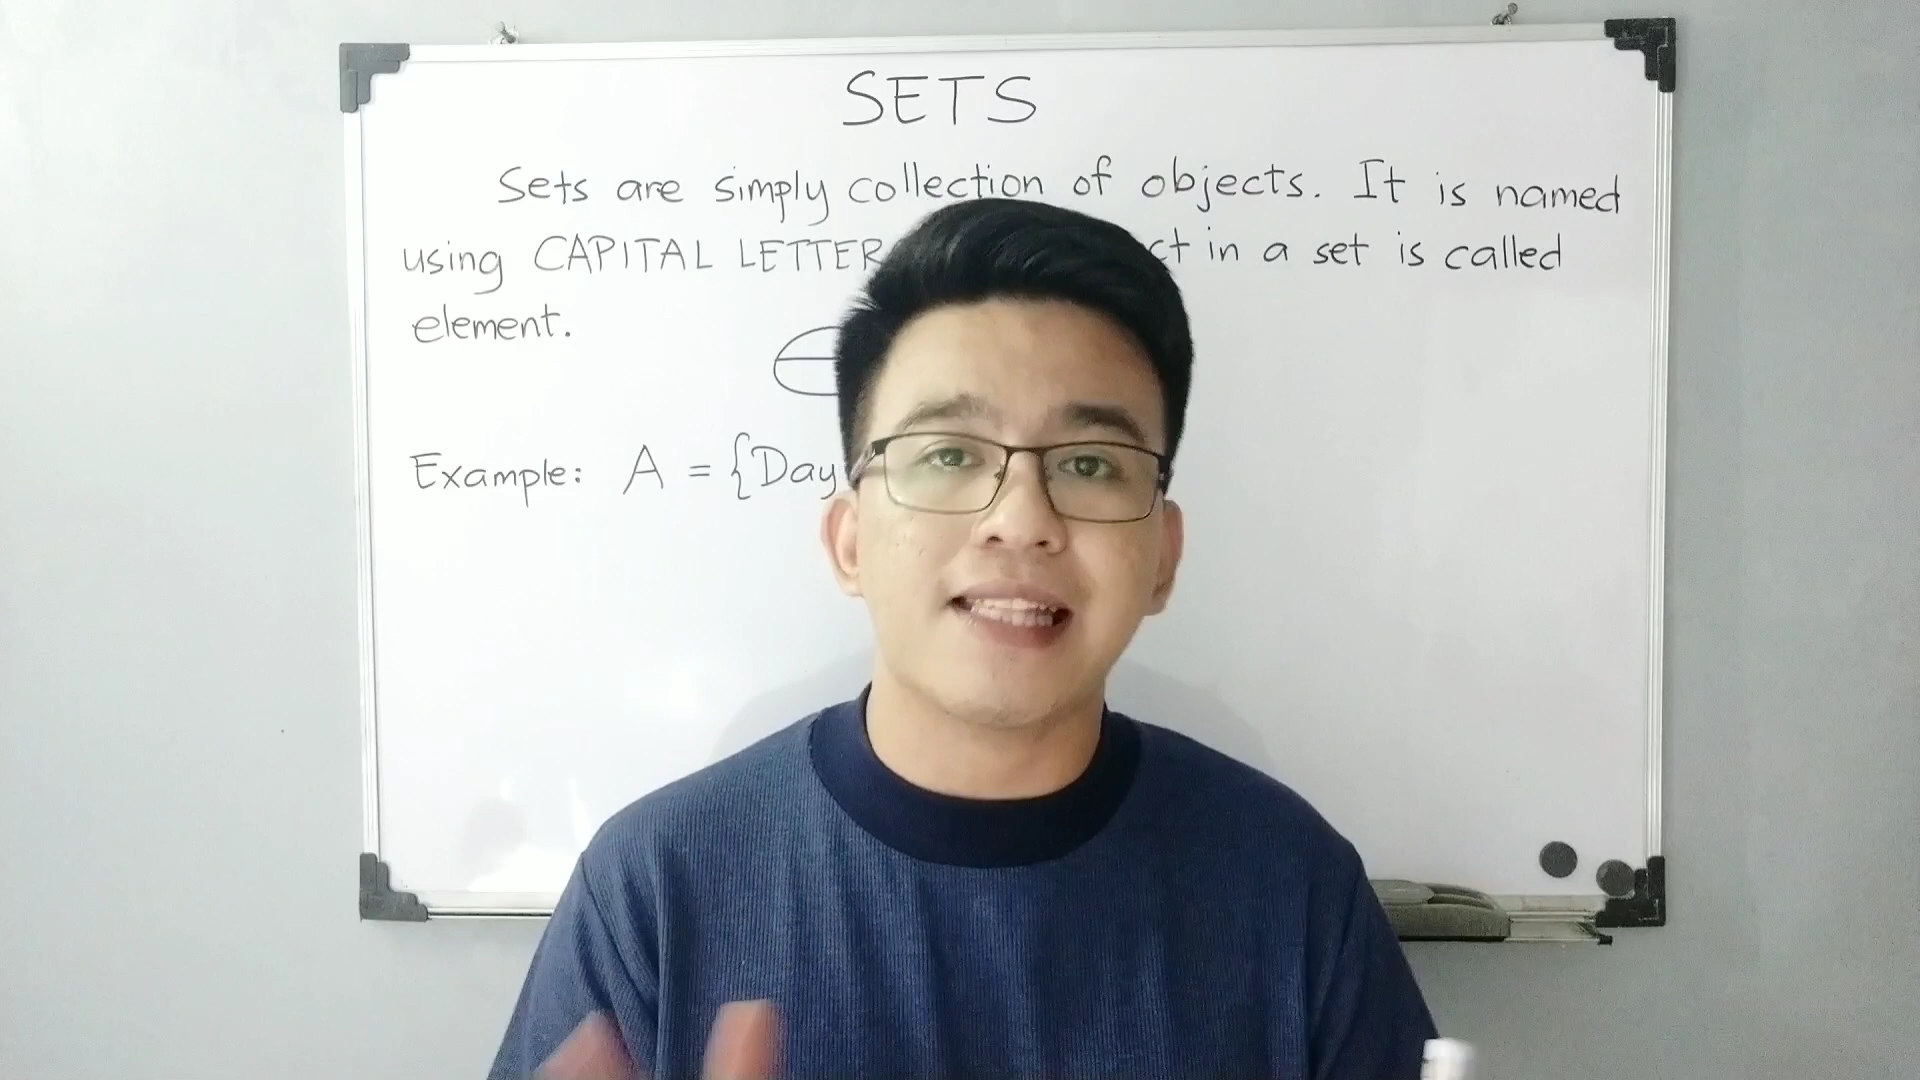 SETS
Sets are simply collection of objects. It is named
using CAPITAL LETTER in a set is called
element.
Example: A = {Day